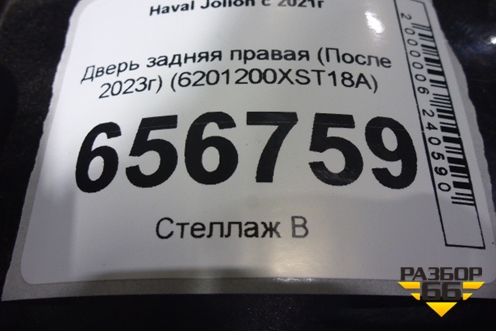 Haval Jolion с 2021г
Дверь задняя правая (После
2023г) (6201200XST18A)
656759
Стеллаж В
2000006240590
РАЗБОР
66